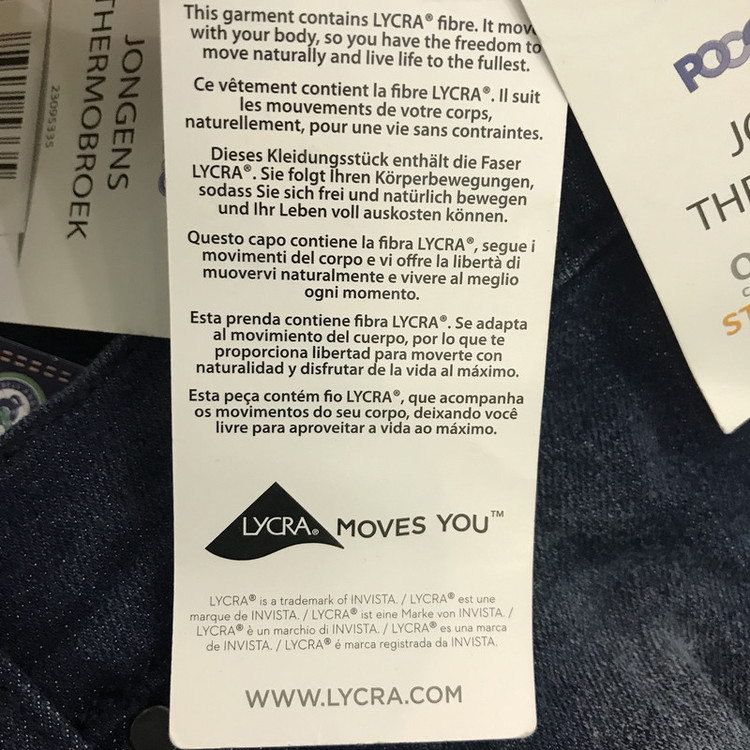 This garment contains LYCRA® fibre. It
with your body, so you have the freedom to
move naturally and live life to the fullest.
Ce vêtement contient la fibre LYCRA®. Il suit
les mouvements de votre corps,
naturellement, pour une vie sans contraintes.
Dieses Kleidungsstück enthält die Faser
LYCRA®. Sie folgt Ihren Körperbewegungen,
sodass Sie sich frei und natürlich bewegen
und Ihr Leben voll auskosten können.
Questo capo contiene la fibra LYCRA®, segue i
movimenti del corpo e vi offre la libertà di
muovervi naturalmente e vivere al meglio
ogni momento.
Esta prenda contiene fibra LYCRA®. Se adapta
al movimiento del cuerpo, por lo que te
proporciona libertad para moverte con
naturalidad y disfrutar de la vida al máximo.
Esta peça contém fio LYCRA®, que acompanha
os movimentos do seu corpo, deixando você
livre para aproveitar a vida ao máximo.
LYCRA® MOVES YOU™
LYCRA® is a trademark of INVISTA. / LYCRA® est une
marque de INVISTA. / LYCRA® ist eine Marke von INVISTA. /
LYCRA® è un marchio di INVISTA. / LYCRA® es una marca
de INVISTA. / LYCRA® é marca registrada da INVISTA.
WWW.LYCRA.COM
JONGENS
THERMOBROEK
23095335